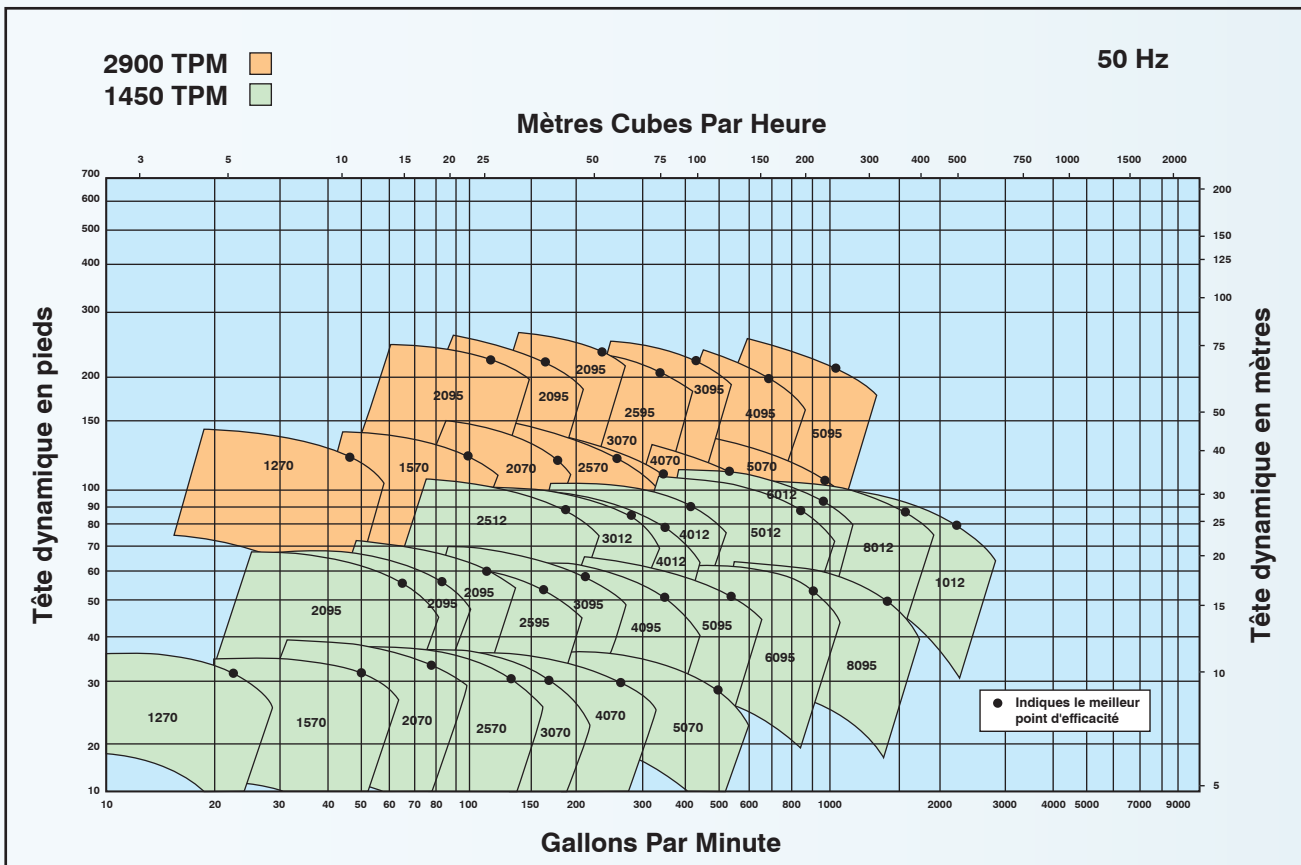 2900 TPM
1450 TPM
50 Hz
Mètres Cubes Par Heure
3 5 10 15 20 25 50 75 100 150 200 300 400 500 750 1000 1500 2000
Tête dynamique en pieds
700
600
500
400
300
200
150
100
90
80
70
60
50
40
30
20
10
200
150
125
100
75
50
40
30
25
20
15
10
5
Tête dynamique en mètres
2095
2095 2095 2595 3095 4095 5095
1270 1570 2070 2570 3070 4070 5070
6012
2512 3012 4012 4012 5012 8012 1012
2095 2095 2095 2595 3095 4095 5095 6095 8095
1270 1570 2070 2570 3070 4070 5070
Indiques le meilleur
point d'efficacité
10 20 30 40 50 60 70 80 100 150 200 300 400 500 600 800 1000 2000 3000 4000 5000 7000 9000
Gallons Par Minute